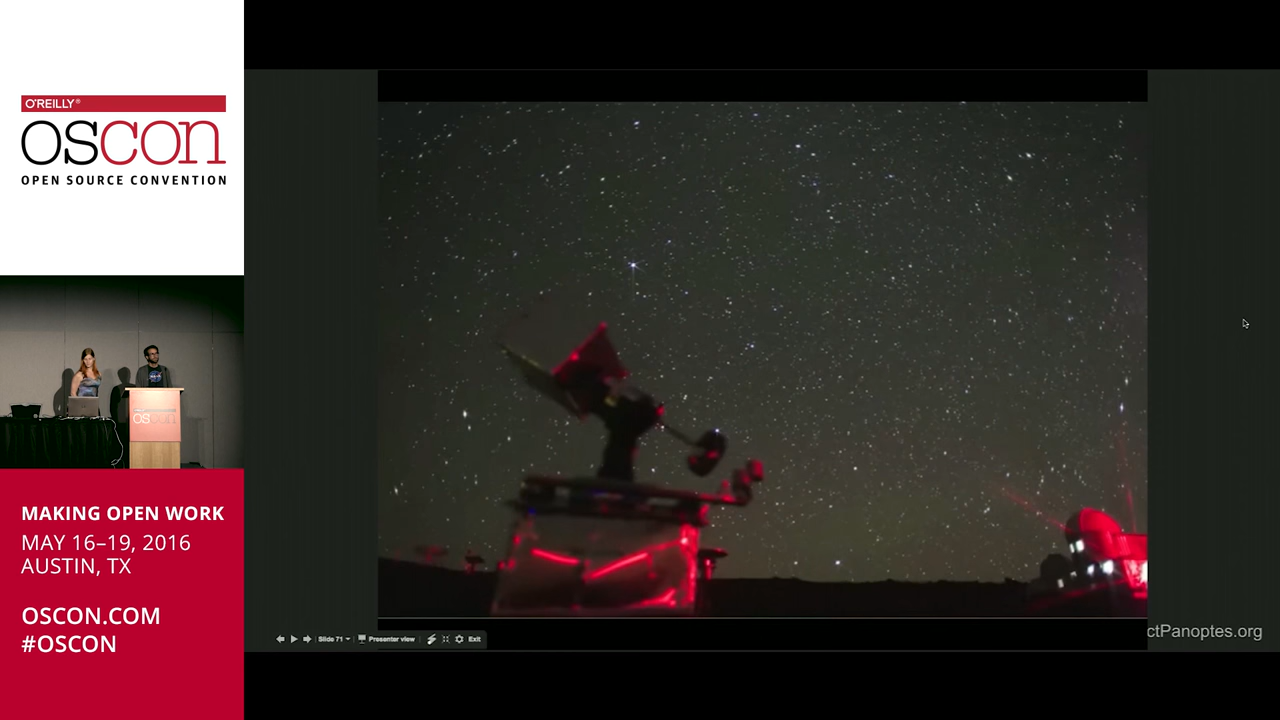 O'REILLY®
OSCON
OPEN SOURCE CONVENTION
OSCON
MAKING OPEN WORK
MAY 16–19, 2016
AUSTIN, TX
OSCON.COM
#OSCON
Slide 71
Presenter view
Exit
ctPanoptes.org